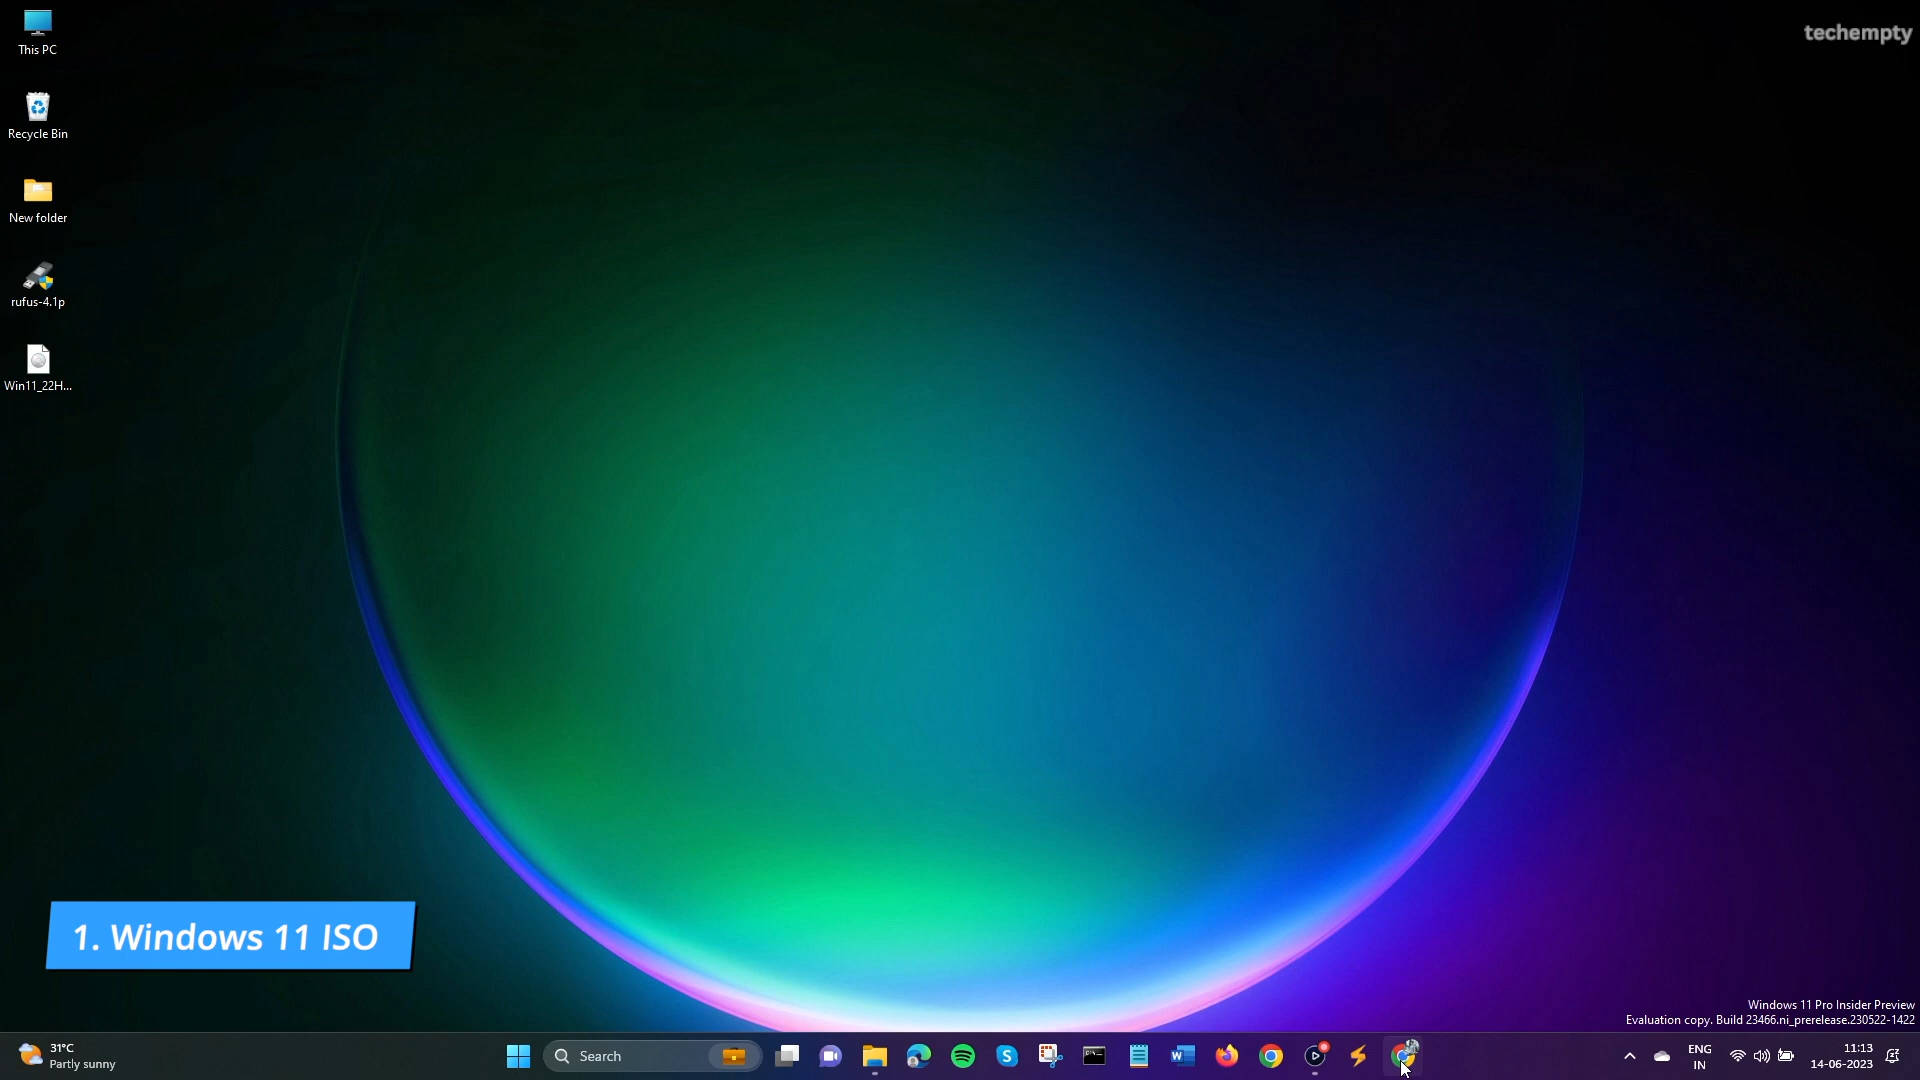 This PC
techempty
Recycle Bin
New folder
rufus-4.1p
Win11_22H...
1. Windows 11 ISO
Windows 11 Pro Insider Preview
Evaluation copy. Build 23466.ni_prerelease.230522-1422
31°C
Partly sunny
Search
ENG
IN
11:13
14-06-2023